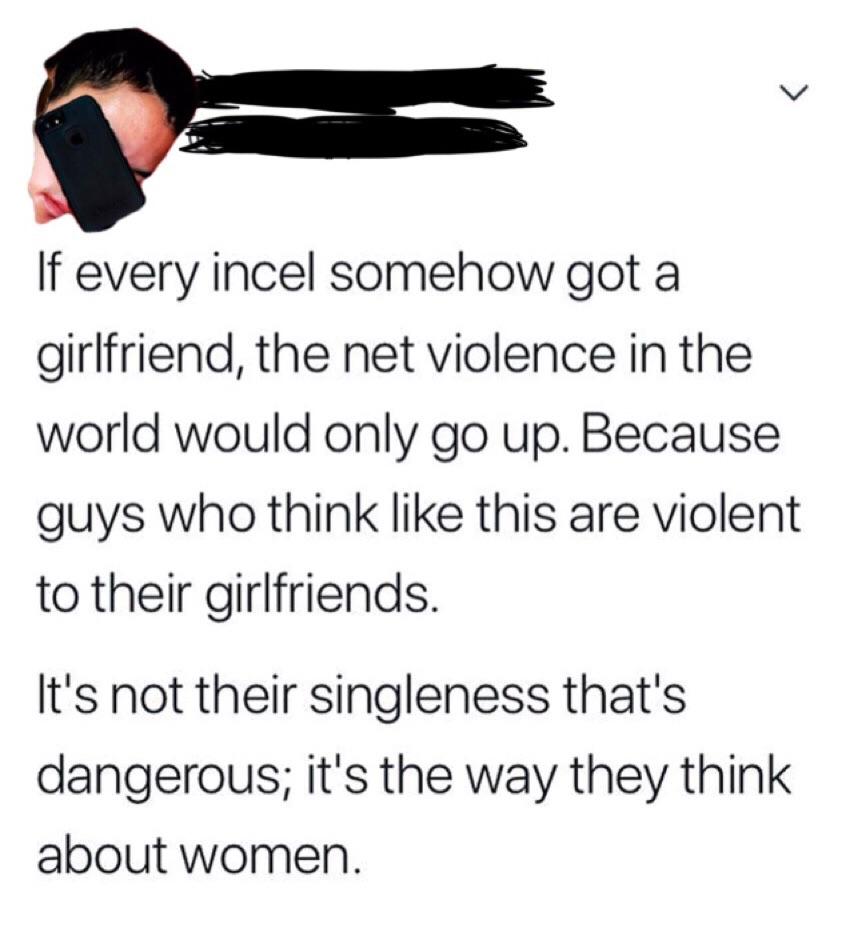 If every incel somehow got a
girlfriend, the net violence in the
world would only go up. Because
guys who think like this are violent
to their girlfriends.
It's not their singleness that's
dangerous; it's the way they think
about women.